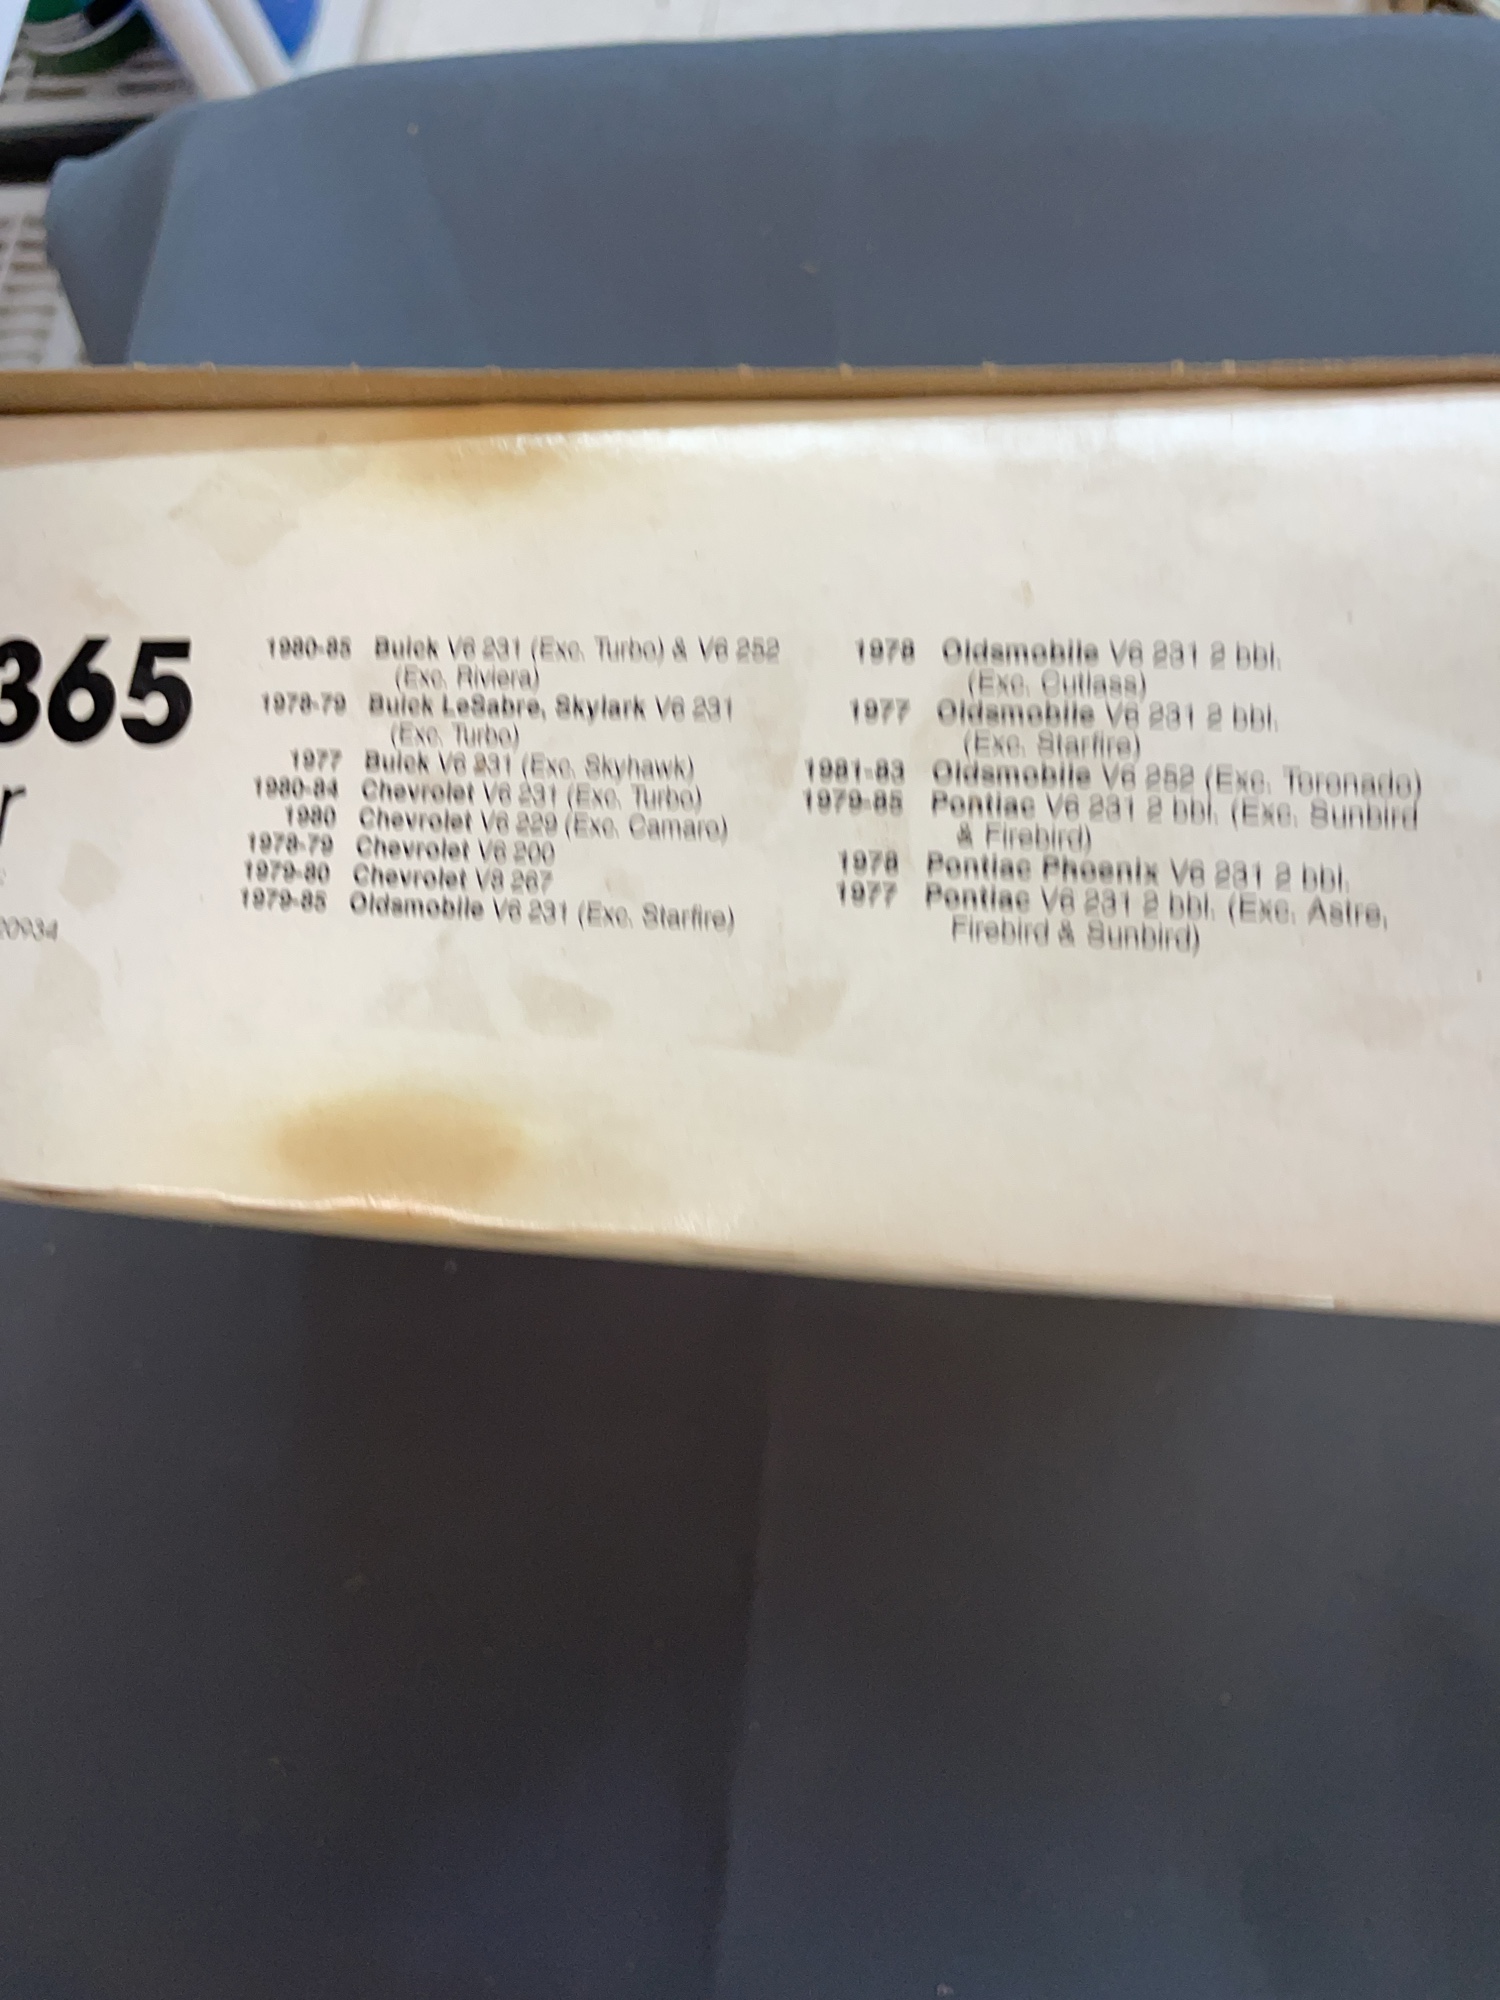 365
r
20934
1980-85 Buick V6 231 (Exc. Turbo) & V6 252
(Exc. Riviera)
1978-79 Buick LeSabre, Skylark V6 231
(Exc. Turbo)
1977 Buick V6 231 (Exc. Skyhawk)
1980-84 Chevrolet V6 231 (Exc. Turbo)
1980 Chevrolet V6 229 (Exc. Camaro)
1978-79 Chevrolet V6 200
1979-80 Chevrolet V8 267
1979-85 Oldsmobile V6 231 (Exc. Starfire)
1978 Oldsmobile V6 231 2 bbl.
(Exc. Cutlass)
1977 Oldsmobile V6 231 2 bbl.
(Exc. Starfire)
1981-83 Oldsmobile V6 252 (Exc. Toronado)
1979-85 Pontiac V6 231 2 bbl. (Exc. Sunbird
& Firebird)
1978 Pontiac Phoenix V6 231 2 bbl.
1977 Pontiac V6 231 2 bbl. (Exc. Astre,
Firebird & Sunbird)